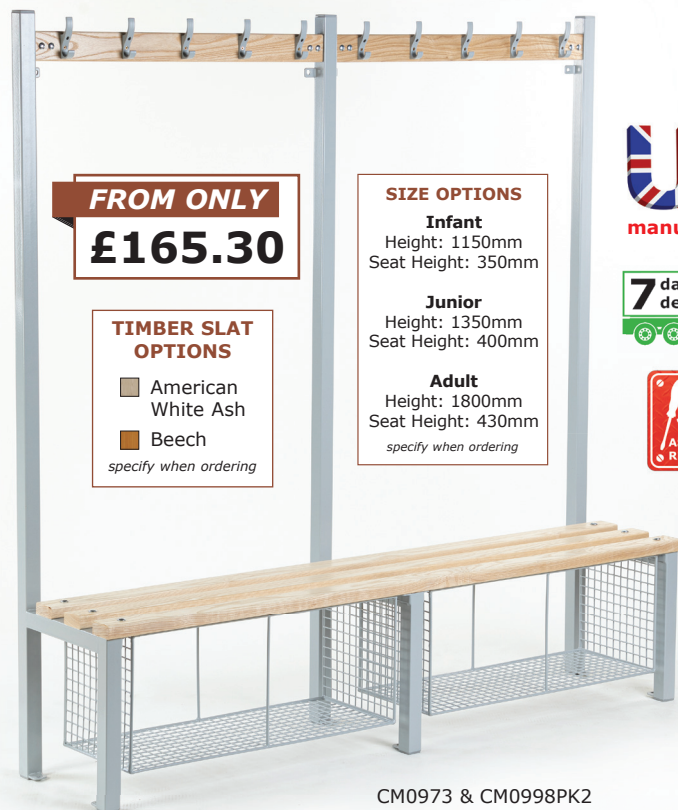 FROM ONLY
£165.30
TIMBER SLAT
OPTIONS
American
White Ash
Beech
specify when ordering
SIZE OPTIONS
Infant
Height: 1150mm
Seat Height: 350mm
Junior
Height: 1350mm
Seat Height: 400mm
Adult
Height: 1800mm
Seat Height: 430mm
specify when ordering
7
CM0973 & CM0998PK2